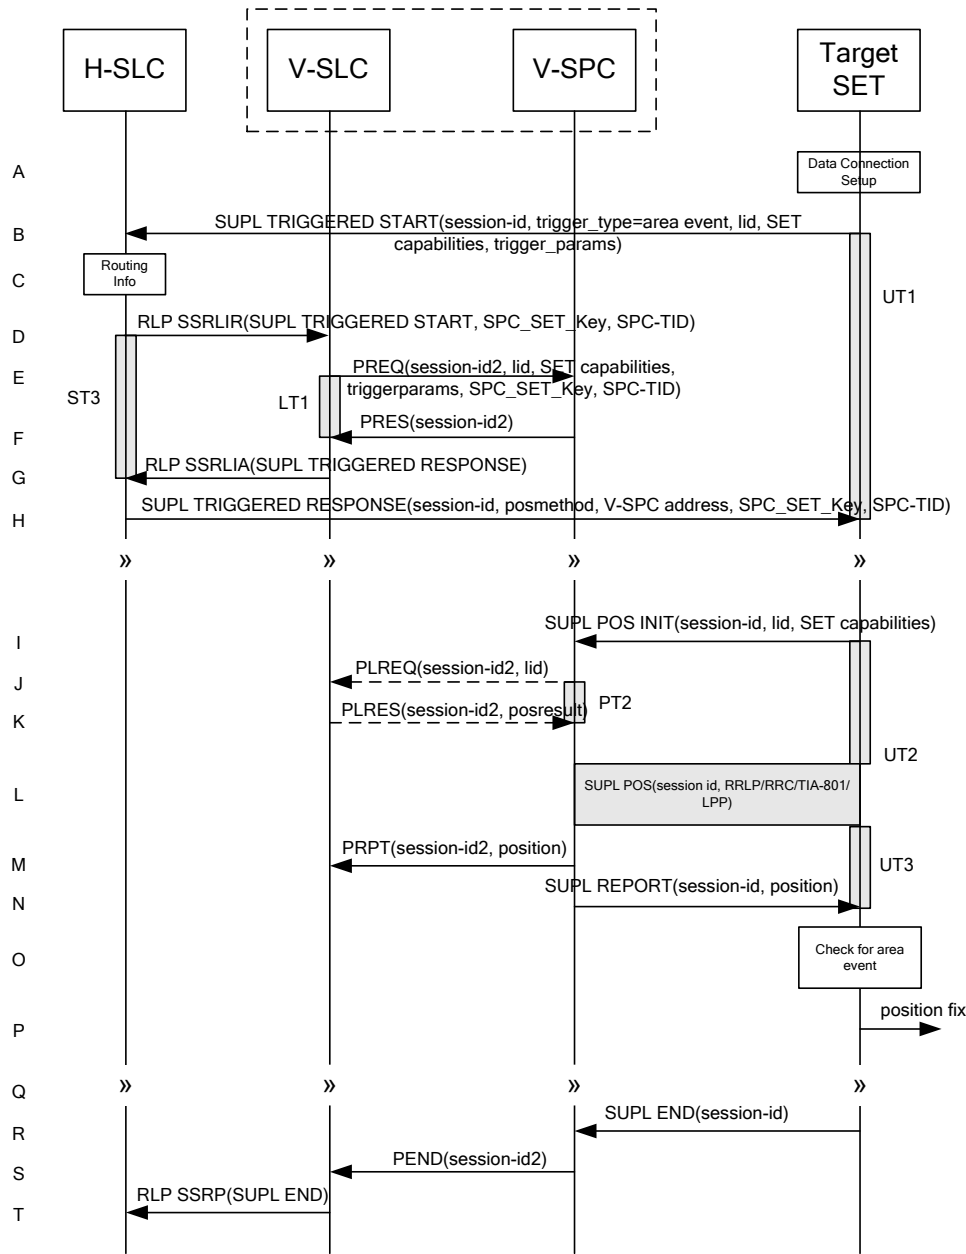 H-SLC
V-SLC
V-SPC
Target
SET
A
Data Connection
Setup
B
SUPL TRIGGERED START(session-id, trigger_type=area event, lid, SET
capabilities, trigger_params)
C
Routing
Info
UT1
D
RLP SSRLIR(SUPL TRIGGERED START, SPC_SET_Key, SPC-TID)
E
PREQ(session-id2, lid, SET capabilities,
triggerparams, SPC_SET_Key, SPC-TID)
ST3
LT1
F
PRES(session-id2)
G
RLP SSRLIA(SUPL TRIGGERED RESPONSE)
H
SUPL TRIGGERED RESPONSE(session-id, posmethod, V-SPC address, SPC_SET_Key, SPC-TID)
» » » »
I
SUPL POS INIT(session-id, lid, SET capabilities)
J
PLREQ(session-id2, lid)
PT2
K
PLRES(session-id2, posresult)
UT2
L
SUPL POS(session id, RRLP/RRC/TIA-801/
LPP)
M
PRPT(session-id2, position)
UT3
N
SUPL REPORT(session-id, position)
O
Check for area
event
P
position fix
Q
» » » »
R
SUPL END(session-id)
S
PEND(session-id2)
T
RLP SSRP(SUPL END)